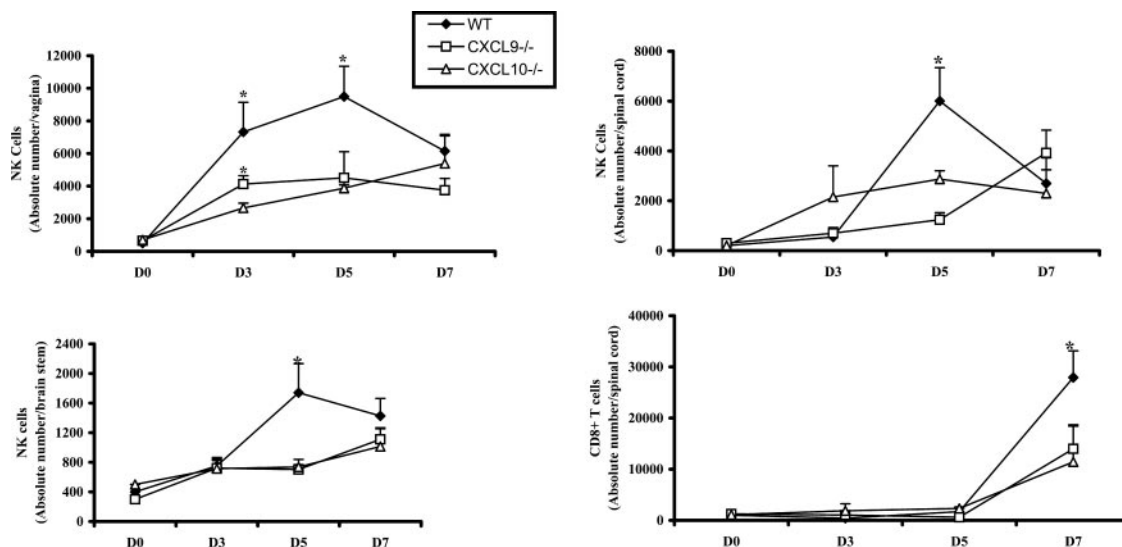 WT
CXCL9-/-
CXCL10-/-
NK Cells
(Absolute number/vagina)
12000
10000
8000
6000
4000
2000
0
*
*
*
D0 D3 D5 D7
NK Cells
(Absolute number/spinal cord)
8000
6000
4000
2000
0
*
D0 D3 D5 D7
NK cells
(Absolute number/brain stem)
2400
2000
1600
1200
800
400
0
*
D0 D3 D5 D7
CD8+ T cells
(Absolute number/spinal cord)
40000
30000
20000
10000
0
*
D0 D3 D5 D7